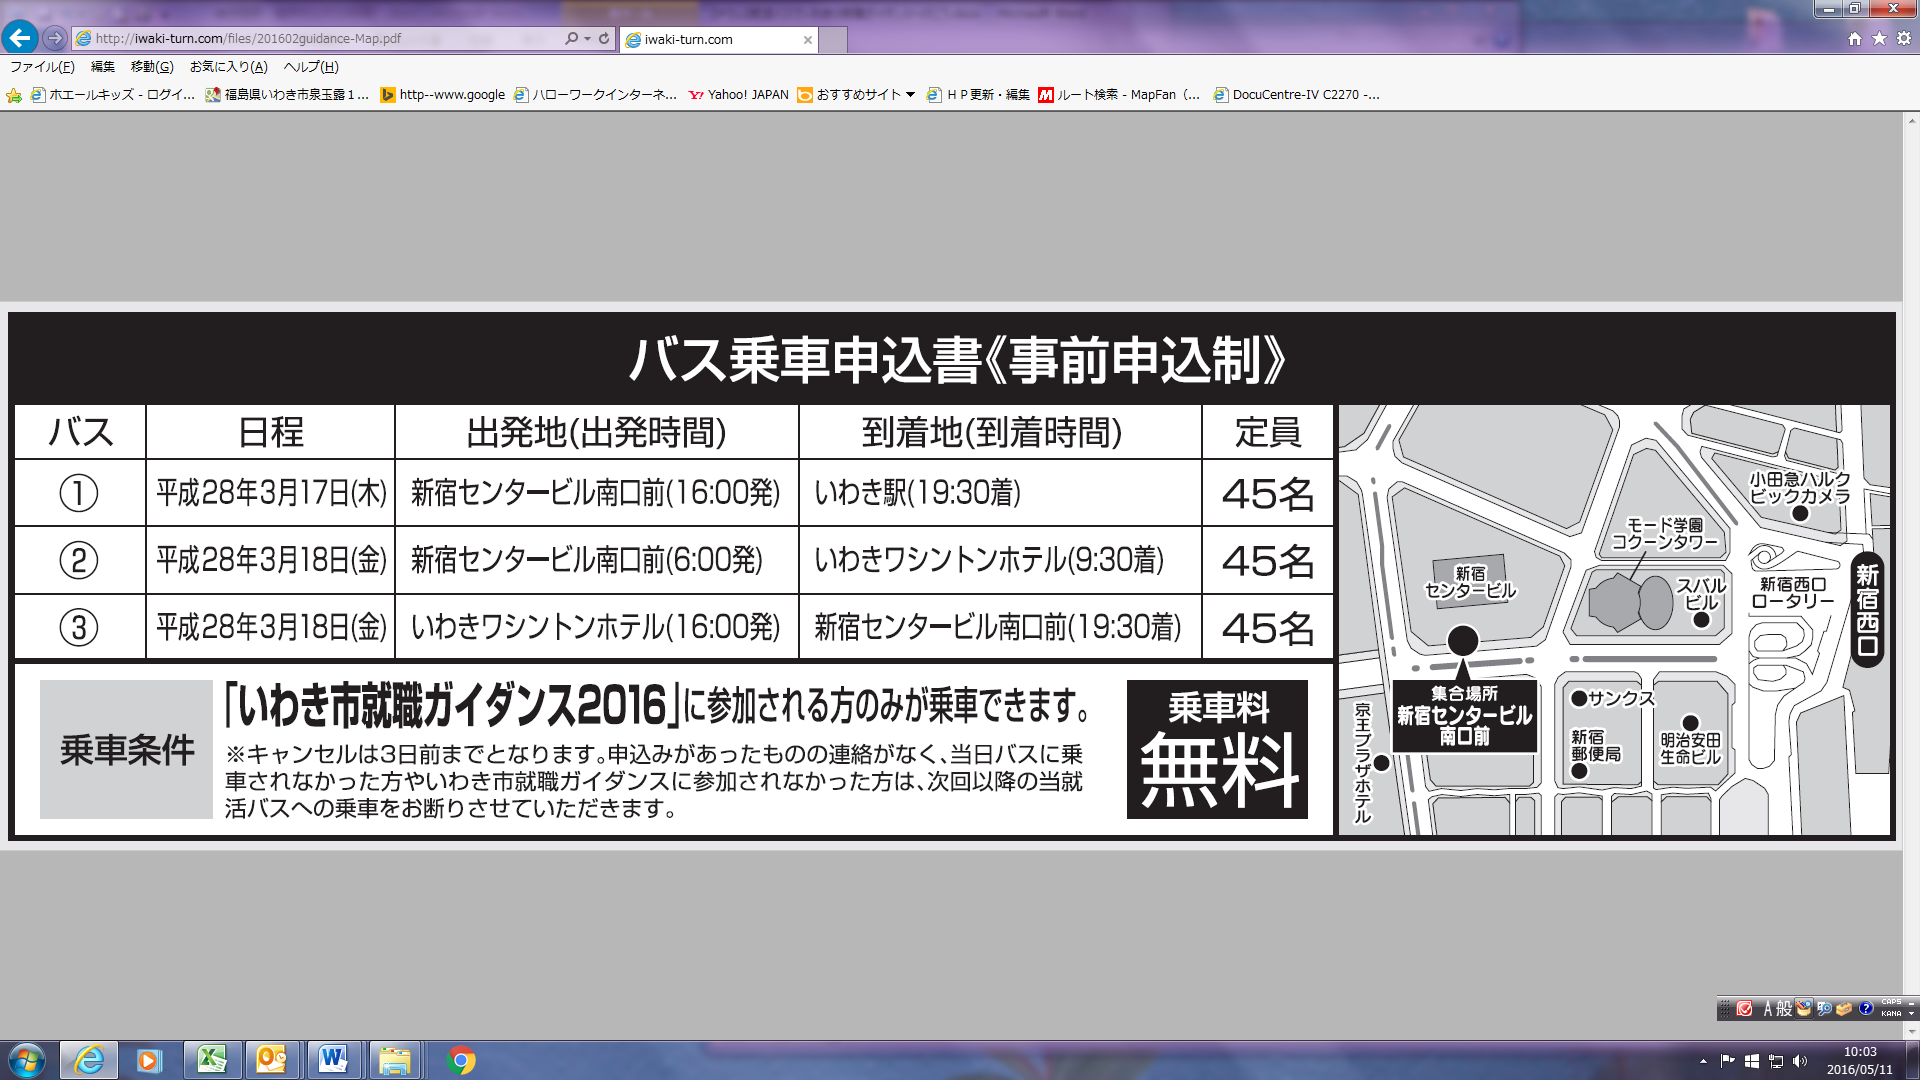 http://iwaki-turn.com/files/201602guidance-Map.pdf
iwaki-turn.com
ファイル(F) 編集 移動(G) お気に入り(A) ヘルプ(H)
ホエールキッズ - ログイ... 福島県いわき市泉玉露１... http--www.google ハローワークインターネ... Yahoo! JAPAN おすすめサイト ＨＰ更新・編集 ルート検索 - MapFan（... DocuCentre-IV C2270 -...
バス乗車申込書《事前申込制》
バス 日程 出発地(出発時間) 到着地(到着時間) 定員
① 平成28年3月17日(木) 新宿センタービル南口前(16:00発) いわき駅(19:30着) 45名
② 平成28年3月18日(金) 新宿センタービル南口前(6:00発) いわきワシントンホテル(9:30着) 45名
③ 平成28年3月18日(金) いわきワシントンホテル(16:00発) 新宿センタービル南口前(19:30着) 45名
乗車条件
「いわき市就職ガイダンス2016」に参加される方のみが乗車できます。
※キャンセルは3日前までとなります。申込みがあったものの連絡がなく、当日バスに乗
車されなかった方やいわき市就職ガイダンスに参加されなかった方は、次回以降の当就
活バスへの乗車をお断りさせていただきます。
乗車料
無料
小田急ハルク
ビックカメラ
モード学園
コクーンタワー
新宿
センタービル
スバル
ビル
新宿西口
ロータリー
新宿西口
集合場所
新宿センタービル
南口前
京王プラザホテル
サンクス
新宿
郵便局
明治安田
生命ビル
A 般
CAPS
KANA
10:03
2016/05/11